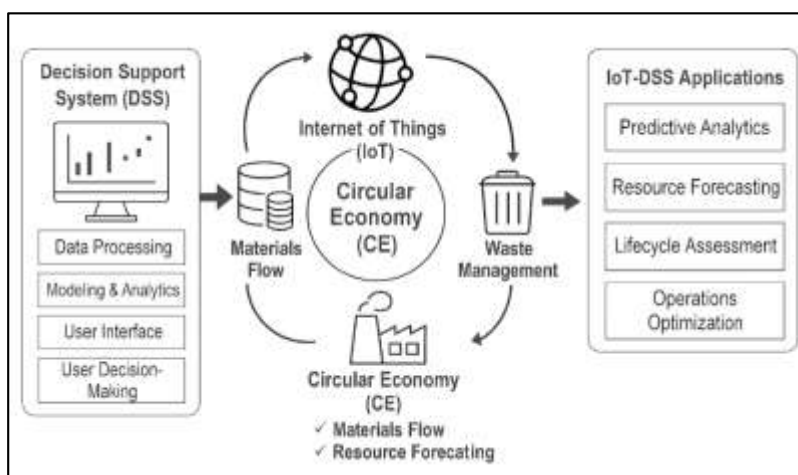 Decision Support
System (DSS)
Data Processing
Modeling & Analytics
User Interface
User Decision-
Making
Internet of Things
(IoT)
Circular
Economy
(CE)
Materials
Flow
Waste
Management
Circular Economy
(CE)
✓ Materials Flow
✓ Resource Forecating
IoT-DSS Applications
Predictive Analytics
Resource Forecasting
Lifecycle Assessment
Operations
Optimization